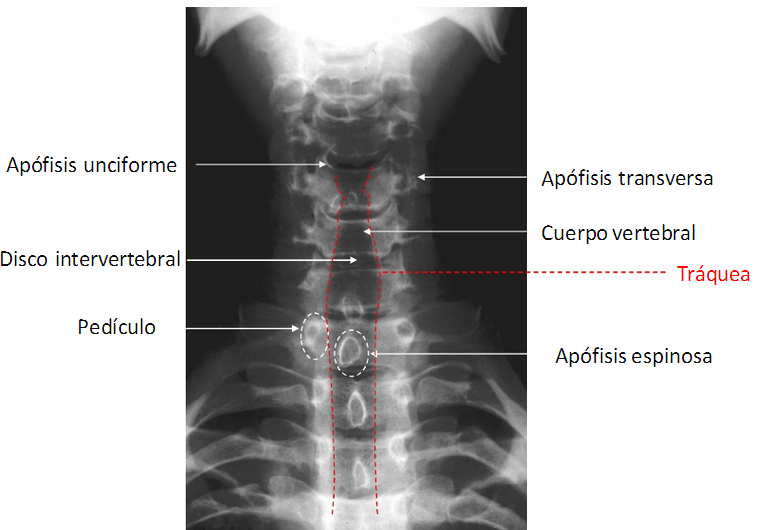 Apófisis unciforme
Apófisis transversa
Cuerpo vertebral
Disco intervertebral
Tráquea
Pedículo
Apófisis espinosa